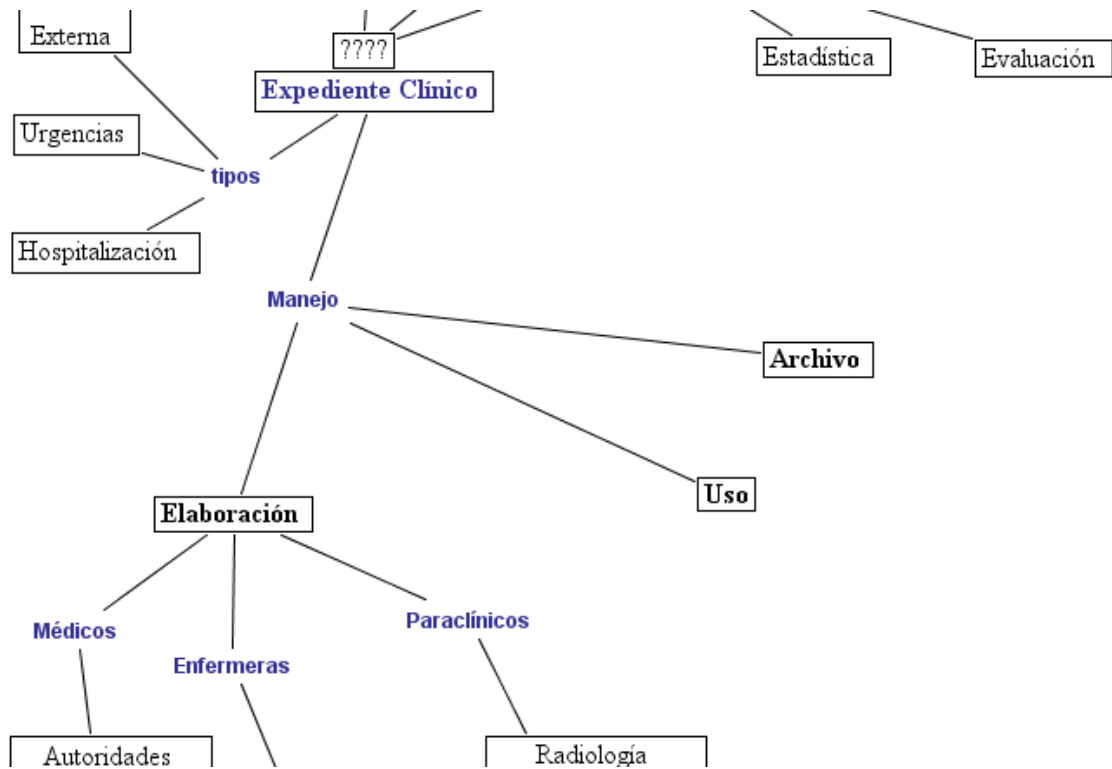 Externa
????
Estadística
Evaluación
Expediente Clínico
Urgencias
tipos
Hospitalización
Manejo
Archivo
Uso
Elaboración
Médicos
Paraclínicos
Enfermeras
Autoridades
Radiología